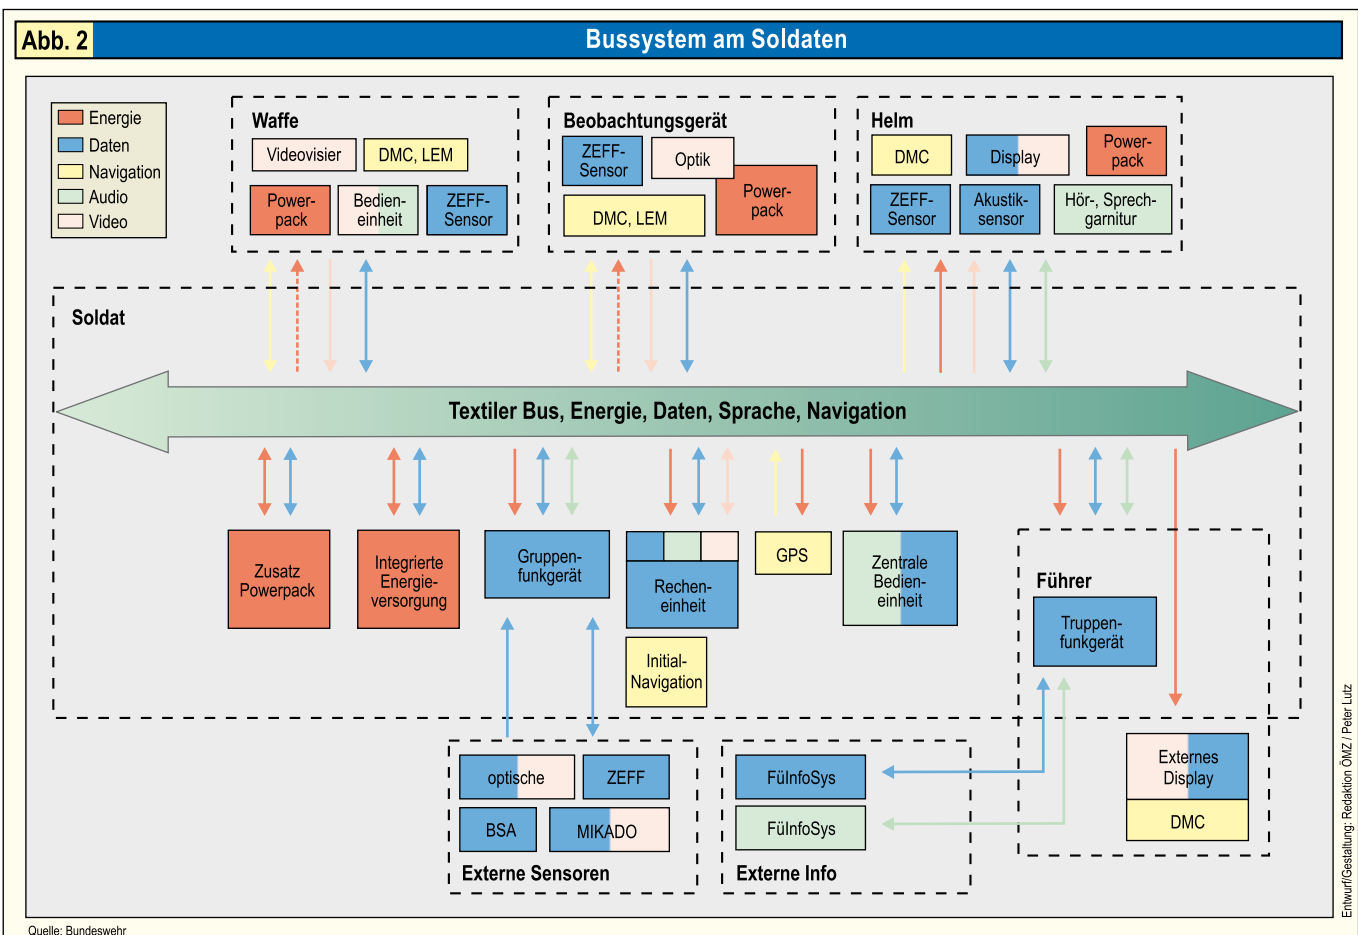 Abb. 2
Bussystem am Soldaten
Energie
Daten
Navigation
Audio
Video
Waffe
Videovisier
DMC, LEM
Power-
pack
Bedien-
einheit
ZEFF-
Sensor
Beobachtungsgerät
ZEFF-
Sensor
Optik
Power-
pack
DMC, LEM
Helm
DMC
Display
Power-
pack
ZEFF-
Sensor
Akustik-
sensor
Hör-, Sprech-
garnitur
Soldat
Textiler Bus, Energie, Daten, Sprache, Navigation
Zusatz
Powerpack
Integrierte
Energie-
versorgung
Gruppen-
funkgerät
Rechen-
einheit
Initial-
Navigation
GPS
Zentrale
Bedien-
einheit
Führer
Truppen-
funkgerät
Externes
Display
DMC
optische
ZEFF
BSA
MIKADO
Externe Sensoren
FüInfoSys
FüInfoSys
Externe Info
Entwurf/Gestaltung: Redaktion ÖMZ / Peter Lutz
Quelle: Bundeswehr